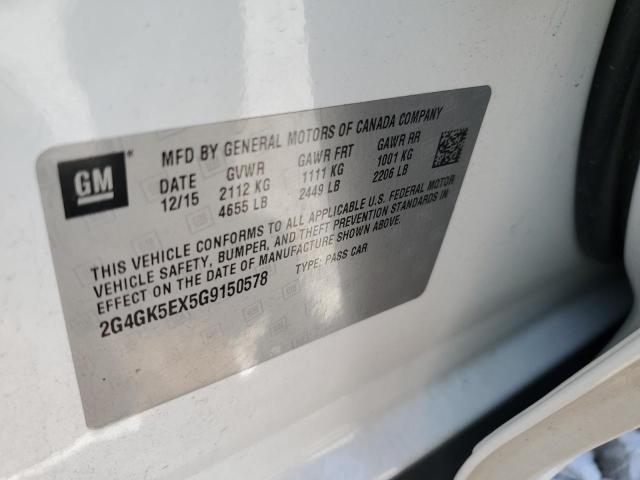 GM
MFD BY GENERAL MOTORS OF CANADA COMPANY
DATE GVWR GAWR FRT GAWR RR
12/15 2112 KG 1111 KG 1001 KG
4655 LB 2449 LB 2206 LB
THIS VEHICLE CONFORMS TO ALL APPLICABLE U.S. FEDERAL MOTOR
VEHICLE SAFETY, BUMPER, AND THEFT PREVENTION STANDARDS IN
EFFECT ON THE DATE OF MANUFACTURE SHOWN ABOVE.
2G4GK5EX5G9150578 TYPE: PASS CAR